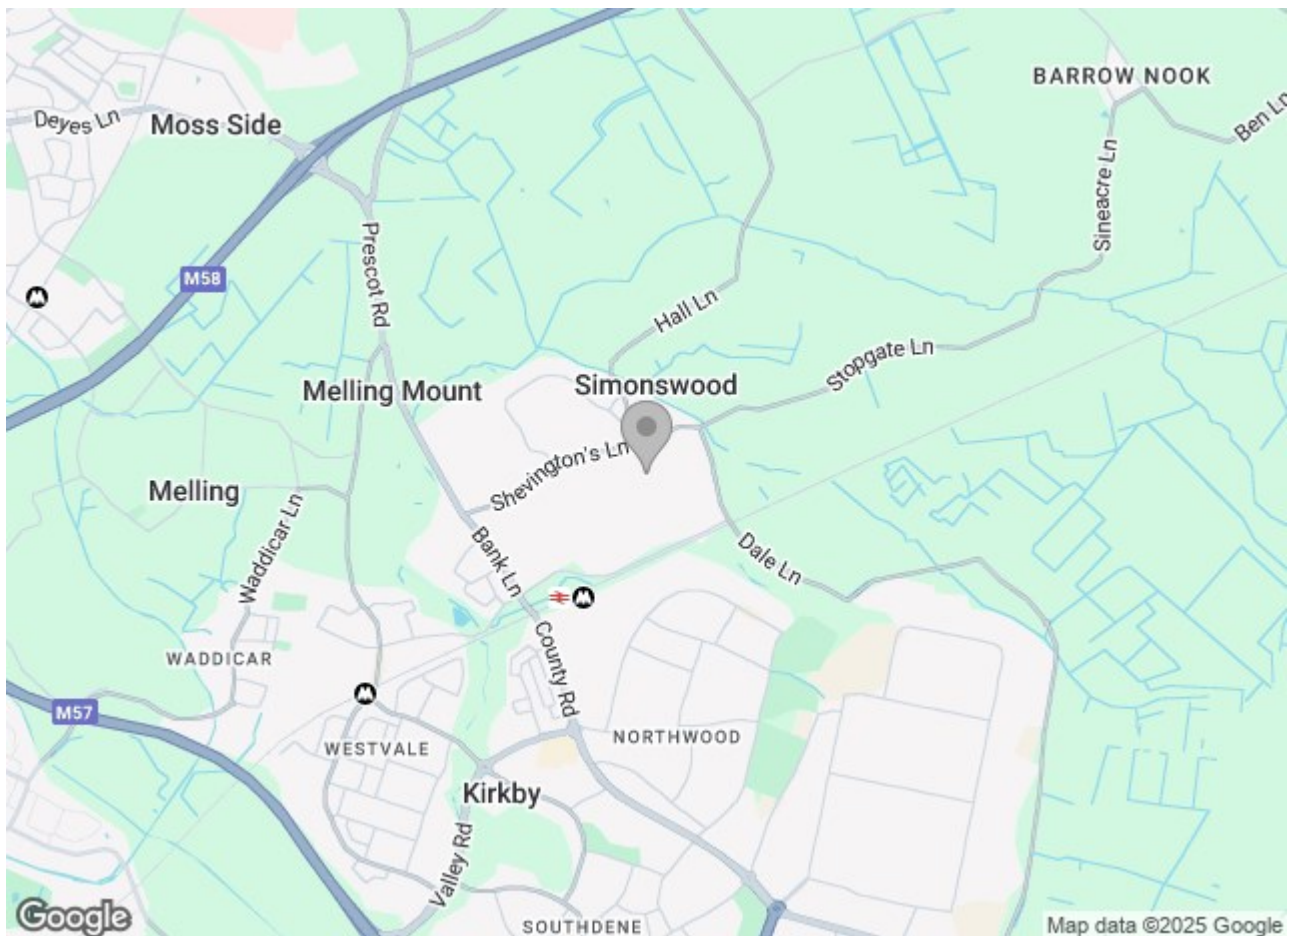 BARROW NOOK
Ben Ln
Deyes Ln
Moss Side
Sineacre Ln
Prescot Rd
M58
Hall Ln
Stopgate Ln
Melling Mount
Simonswood
Shevington's Ln
Melling
Waddicar Ln
Bank Ln
Dale Ln
County Rd
WADDICAR
M57
WESTVALE
NORTHWOOD
Kirkby
Valley Rd
SOUTHDENE
Google
Map data ©2025 Google